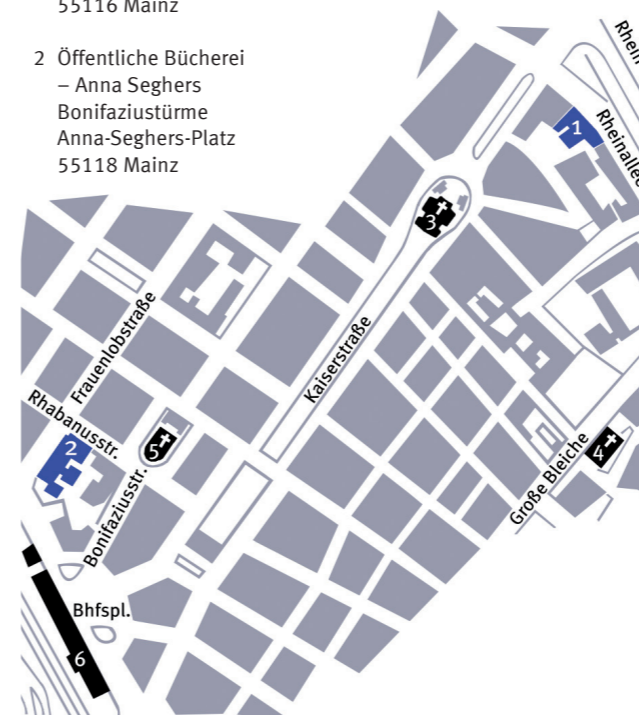 55116 Mainz
2 Öffentliche Bücherei
– Anna Seghers
Bonifaziustürme
Anna-Seghers-Platz
55118 Mainz
Rhein
1
Rheinallee
3
Kaiserstraße
Frauenlobstraße
Rhabanusstr.
2
5
Bonifaziusstr.
4
Große Bleiche
Bhfspl.
6